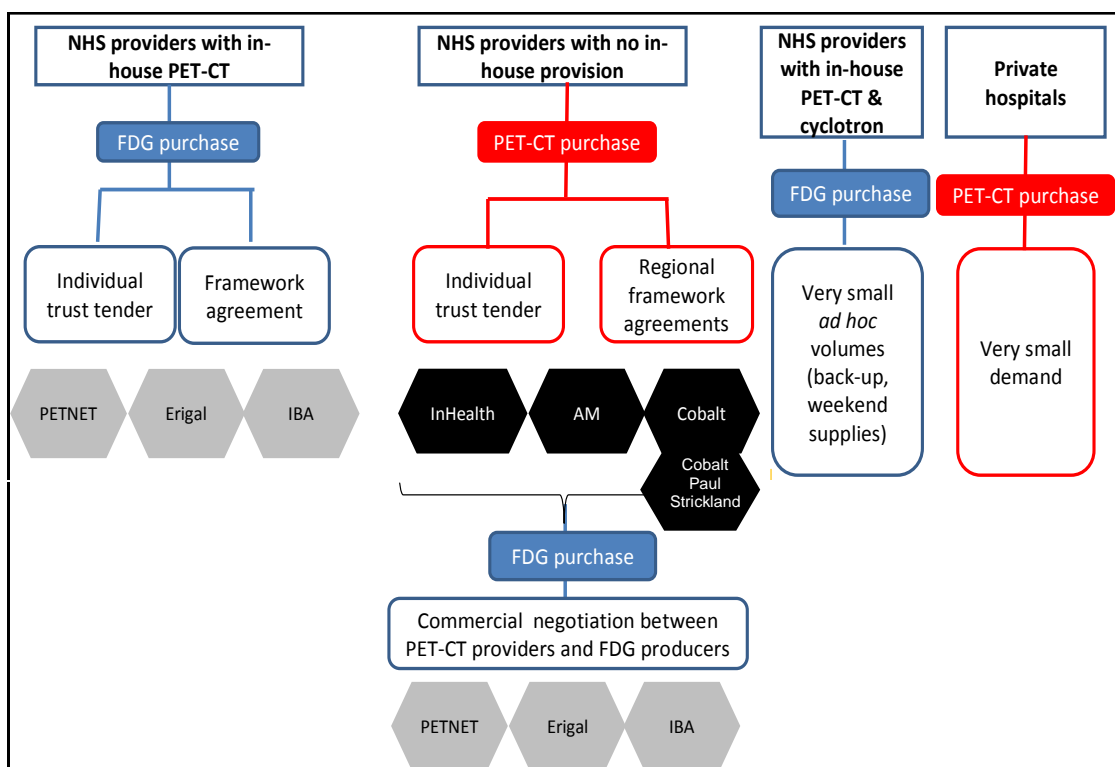 NHS providers with in-
house PET-CT
FDG purchase
Individual
trust tender
Framework
agreement
PETNET
Erigal
IBA
NHS providers with no in-
house provision
PET-CT purchase
Individual
trust tender
Regional
framework
agreements
InHealth
AM
Cobalt
Cobalt
Paul
Strickland
FDG purchase
Commercial negotiation between
PET-CT providers and FDG producers
PETNET
Erigal
IBA
NHS providers
with in-house
PET-CT &
cyclotron
FDG purchase
Very small
ad hoc
volumes
(back-up,
weekend
supplies)
Private
hospitals
PET-CT purchase
Very small
demand